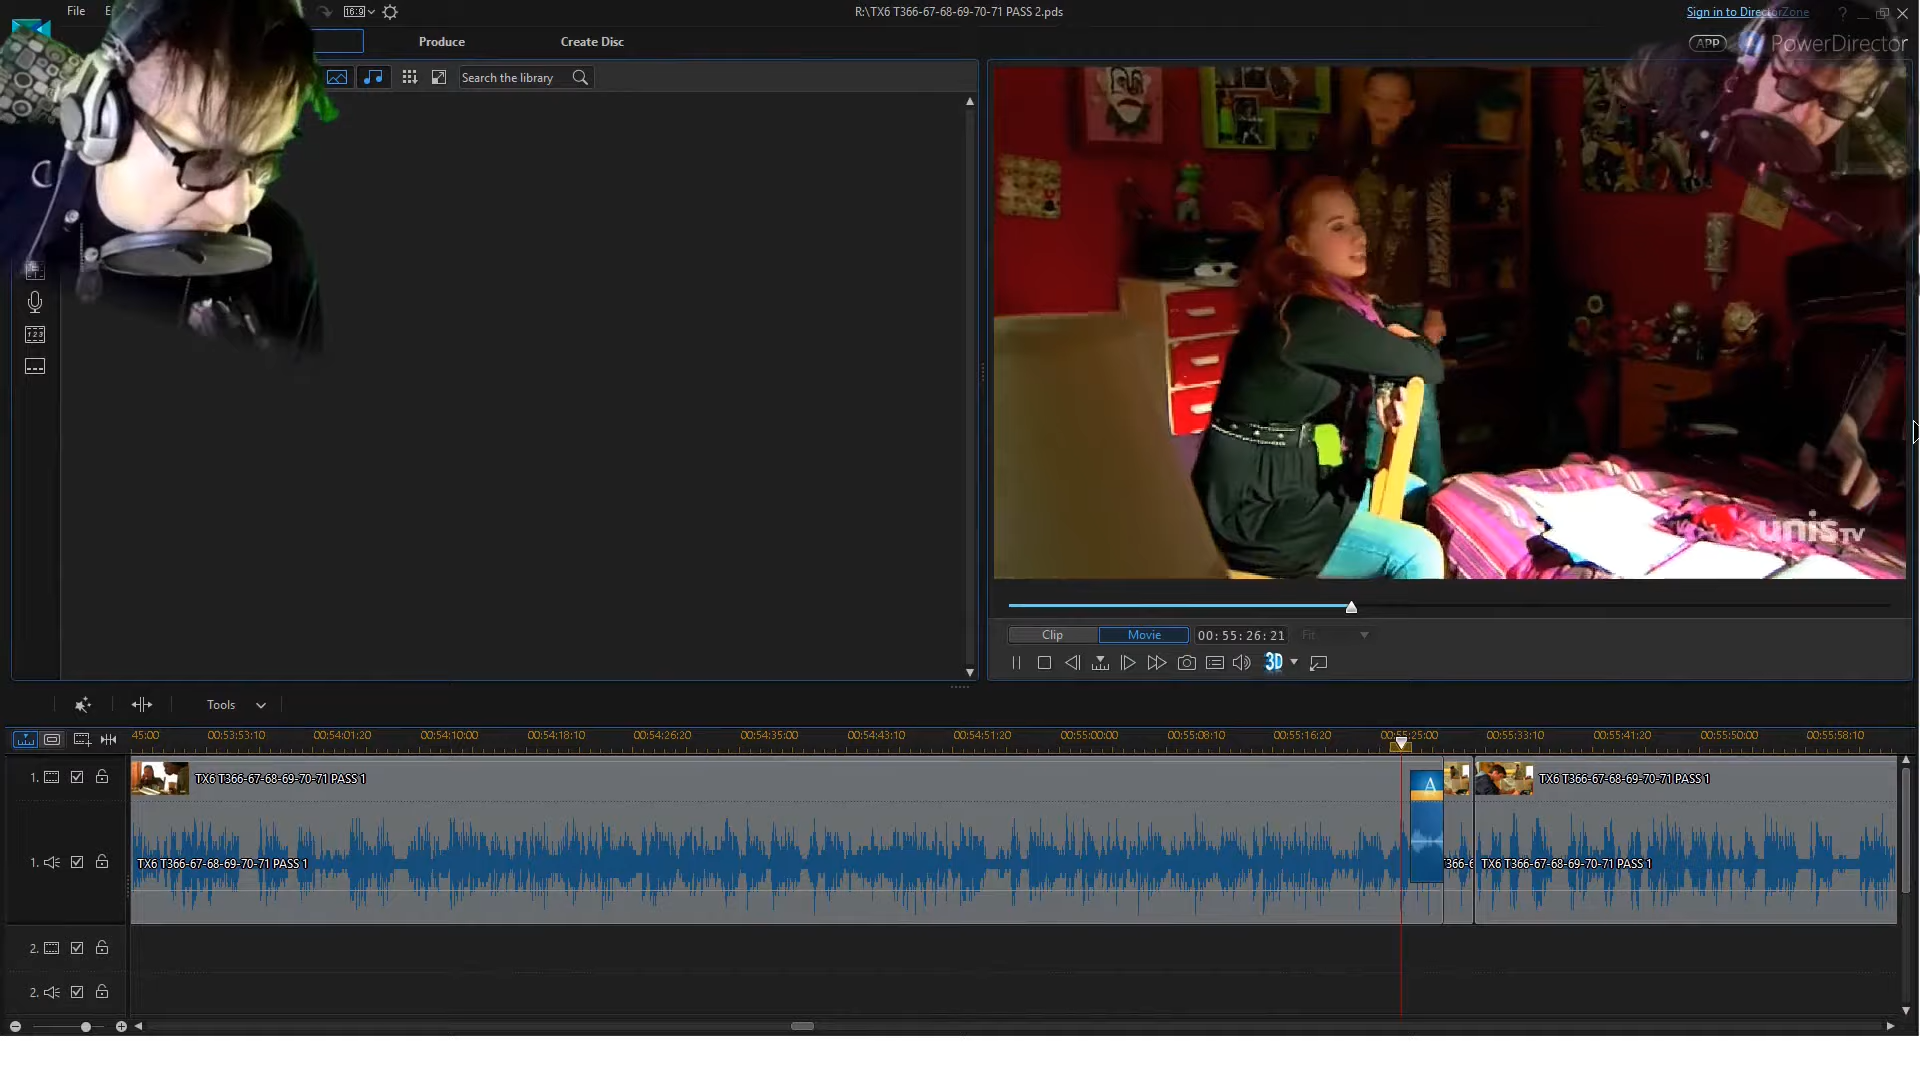 File
16:9
R:\TX6 T366-67-68-69-70-71 PASS 2.pds
Sign in to DirectorZone
?
Produce
Create Disc
APP
PowerDirector
Search the library
unis TV
Clip
Movie
00:55:26:21
Fit
3D
Tools
45:00
00:53:53:10
00:54:01:20
00:54:10:00
00:54:18:10
00:54:26:20
00:54:35:00
00:54:43:10
00:54:51:20
00:55:00:00
00:55:08:10
00:55:16:20
00:55:25:00
00:55:33:10
00:55:41:20
00:55:50:00
00:55:58:10
1.
TX6 T366-67-68-69-70-71 PASS 1
A
TX6 T366-67-68-69-70-71 PASS 1
1.
TX6 T366-67-68-69-70-71 PASS 1
TX6 T366-67-68-69-70-71 PASS 1
2.
2.